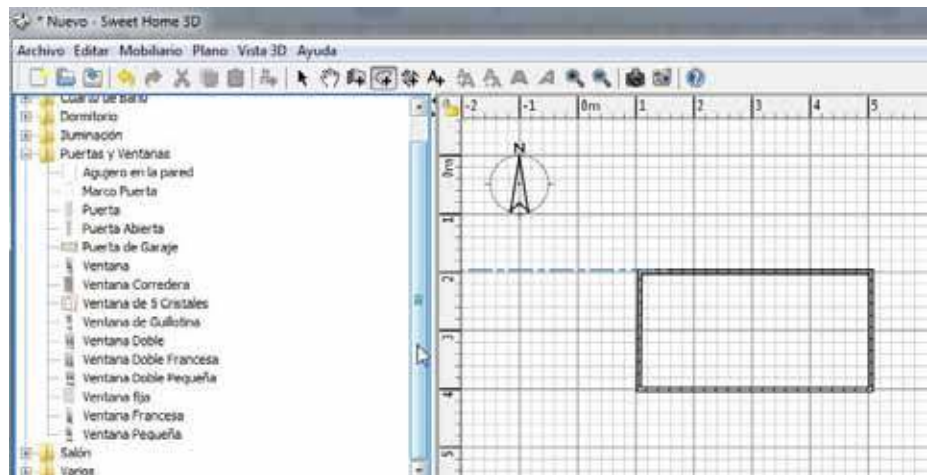 * Nuevo - Sweet Home 3D
Archivo Editar Mobiliario Plano Vista 3D Ayuda
Cuarto de Baño
Dormitorio
Iluminación
Puertas y Ventanas
Agujero en la pared
Marco Puerta
Puerta
Puerta Abierta
Puerta de Garaje
Ventana
Ventana Corredera
Ventana de 5 Cristales
Ventana de Guillotina
Ventana Doble
Ventana Doble Francesa
Ventana Doble Pequeña
Ventana fija
Ventana Francesa
Ventana Pequeña
Salón
Varios
-2 -1 0m 1 2 3 4 5
N
0m
1
2
3
4
5